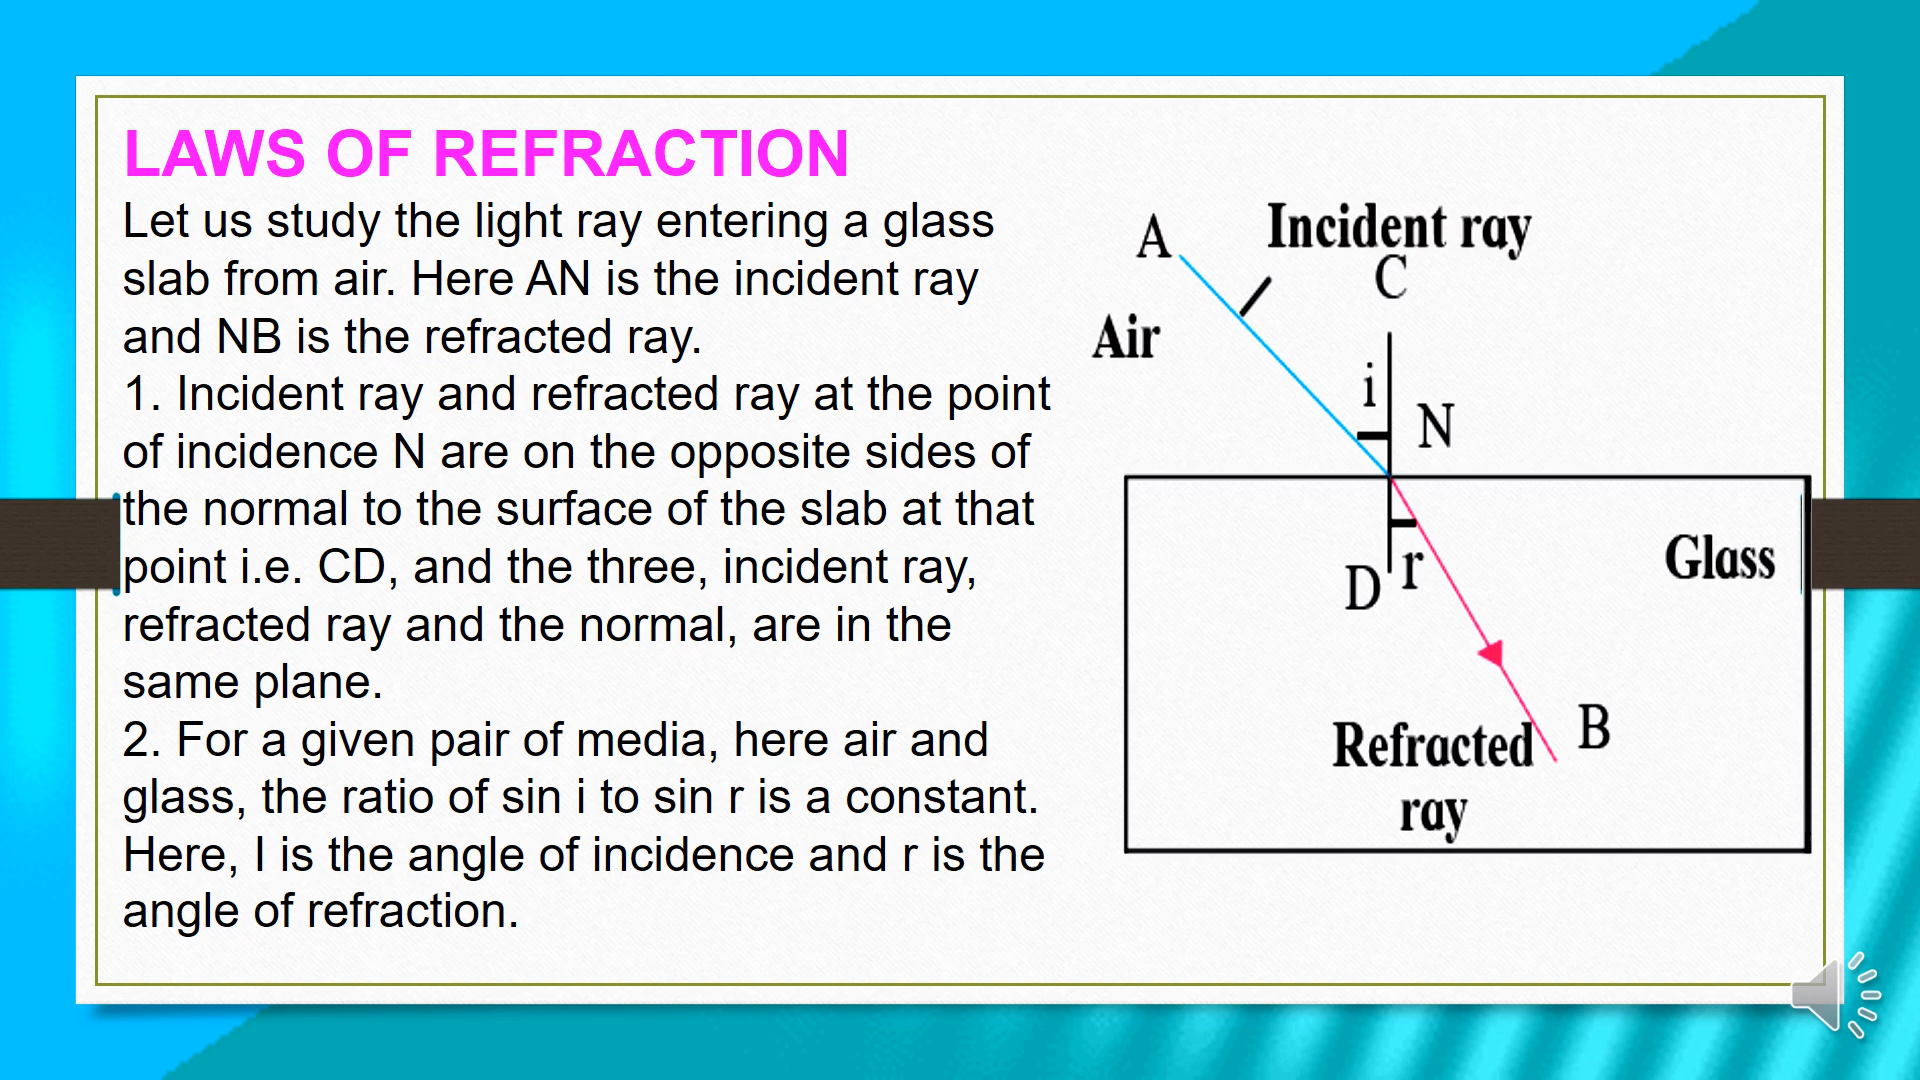 LAWS OF REFRACTION
Let us study the light ray entering a glass
slab from air. Here AN is the incident ray
and NB is the refracted ray.
1. Incident ray and refracted ray at the point
of incidence N are on the opposite sides of
the normal to the surface of the slab at that
point i.e. CD, and the three, incident ray,
refracted ray and the normal, are in the
same plane.
2. For a given pair of media, here air and
glass, the ratio of sin i to sin r is a constant.
Here, I is the angle of incidence and r is the
angle of refraction.
A
Incident ray
C
Air
i
N
Glass
D
r
B
Refracted
ray